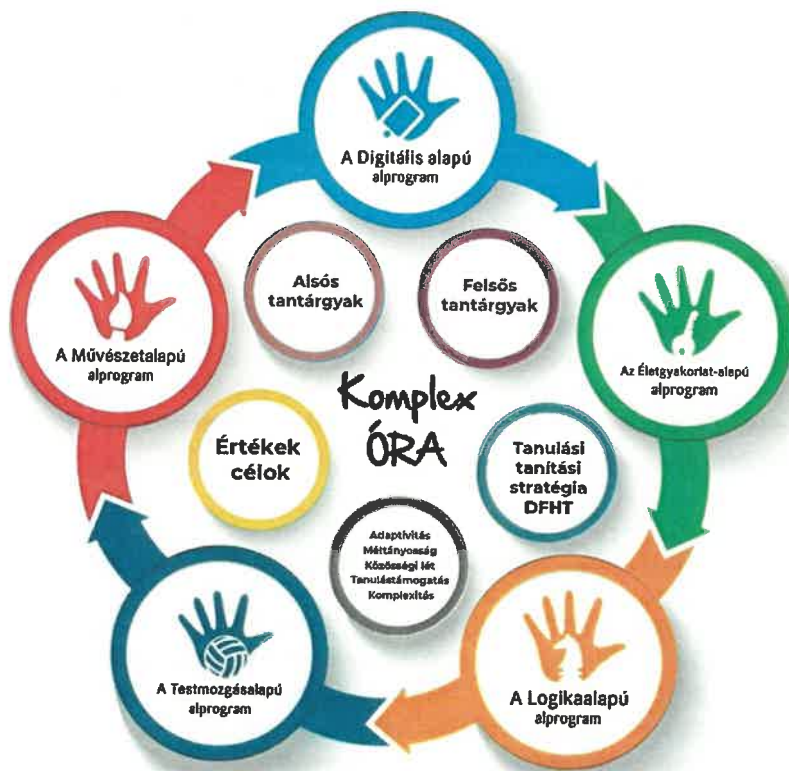 A Digitális alapú
alprogram
Alsós
tantárgyak
Felsős
tantárgyak
A Művészetalapú
alprogram
Az Életgyakorlat-alapú
alprogram
Komplex
ÓRA
Értékek
célok
Tanulási
tanítási
stratégia
DFHT
Adaptivitás
Méltányosság
Közösségi lét
Tanulástámogatás
Komplexitás
A Testmozgásalapú
alprogram
A Logikaalapú
alprogram